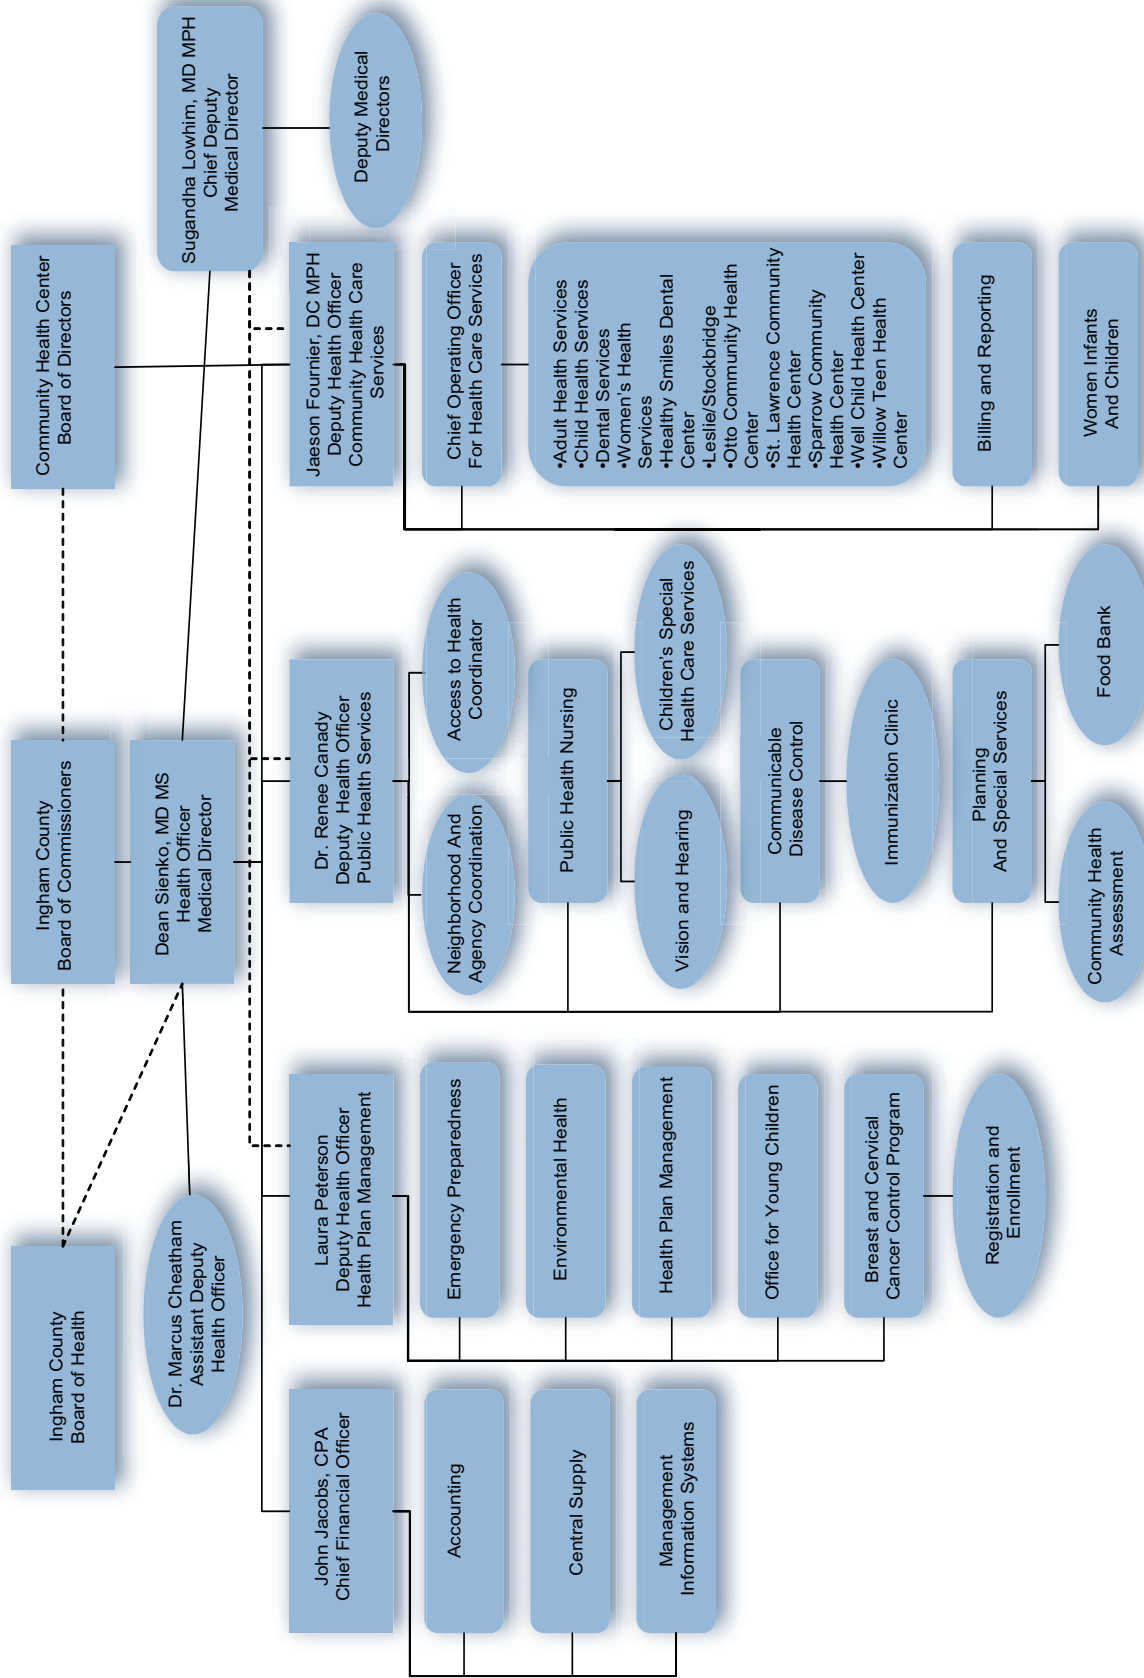 Ingham County
Board of Health
Ingham County
Board of Commissioners
Community Health Center
Board of Directors
Dr. Marcus Cheatham
Assistant Deputy
Health Officer
Dean Sienko, MD MS
Health Officer
Medical Director
Sugandha Lowhim, MD MPH
Chief Deputy
Medical Director
Deputy Medical
Directors
John Jacobs, CPA
Chief Financial Officer
Accounting
Central Supply
Management
Information Systems
Laura Peterson
Deputy Health Officer
Health Plan Management
Emergency Preparedness
Environmental Health
Health Plan Management
Office for Young Children
Breast and Cervical
Cancer Control Program
Registration and
Enrollment
Dr. Renee Canady
Deputy Health Officer
Public Health Services
Neighborhood And
Agency Coordination
Access to Health
Coordinator
Public Health Nursing
Vision and Hearing
Children's Special
Health Care Services
Communicable
Disease Control
Immunization Clinic
Planning
And Special Services
Community Health
Assessment
Food Bank
Jaeson Fournier, DC MPH
Deputy Health Officer
Community Health Care
Services
Chief Operating Officer
For Health Care Services
•Adult Health Services
•Child Health Services
•Dental Services
•Women's Health
Services
•Healthy Smiles Dental
Center
•Leslie/Stockbridge
•Otto Community Health
Center
•St. Lawrence Community
Health Center
•Sparrow Community
Health Center
•Well Child Health Center
•Willow Teen Health
Center
Billing and Reporting
Women Infants
And Children